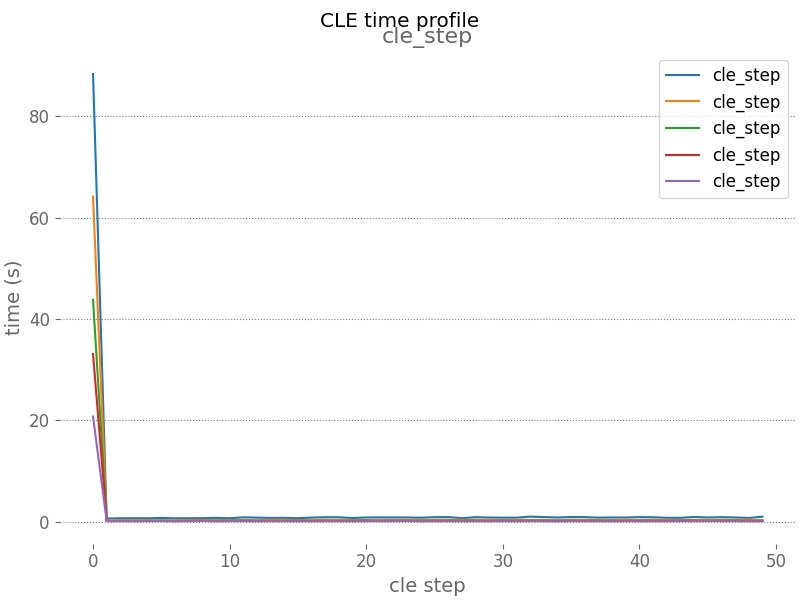 CLE time profile
cle_step
cle_step
cle_step
cle_step
cle_step
cle_step
80
60
40
20
0
time (s)
0 10 20 30 40 50
cle step